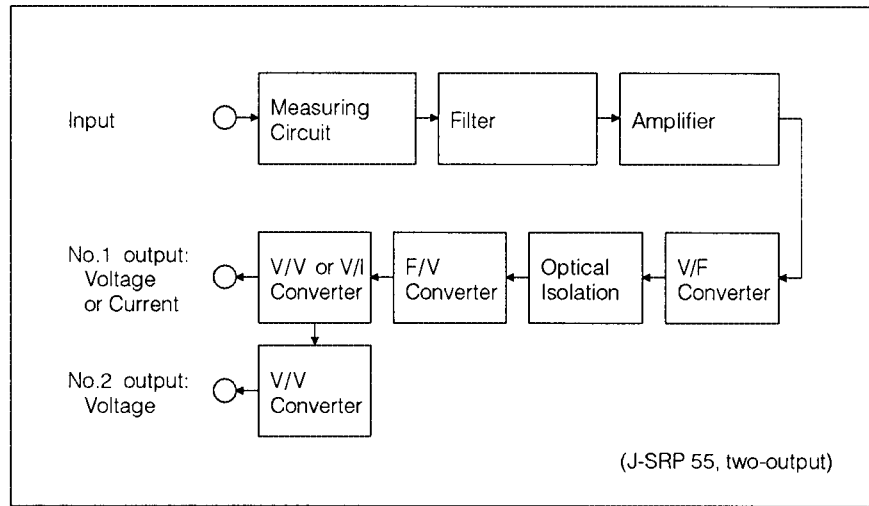 Input
Measuring
Circuit
Filter
Amplifier
No.1 output:
Voltage
or Current
V/V or V/I
Converter
F/V
Converter
Optical
Isolation
V/F
Converter
No.2 output:
Voltage
V/V
Converter
(J-SRP 55, two-output)